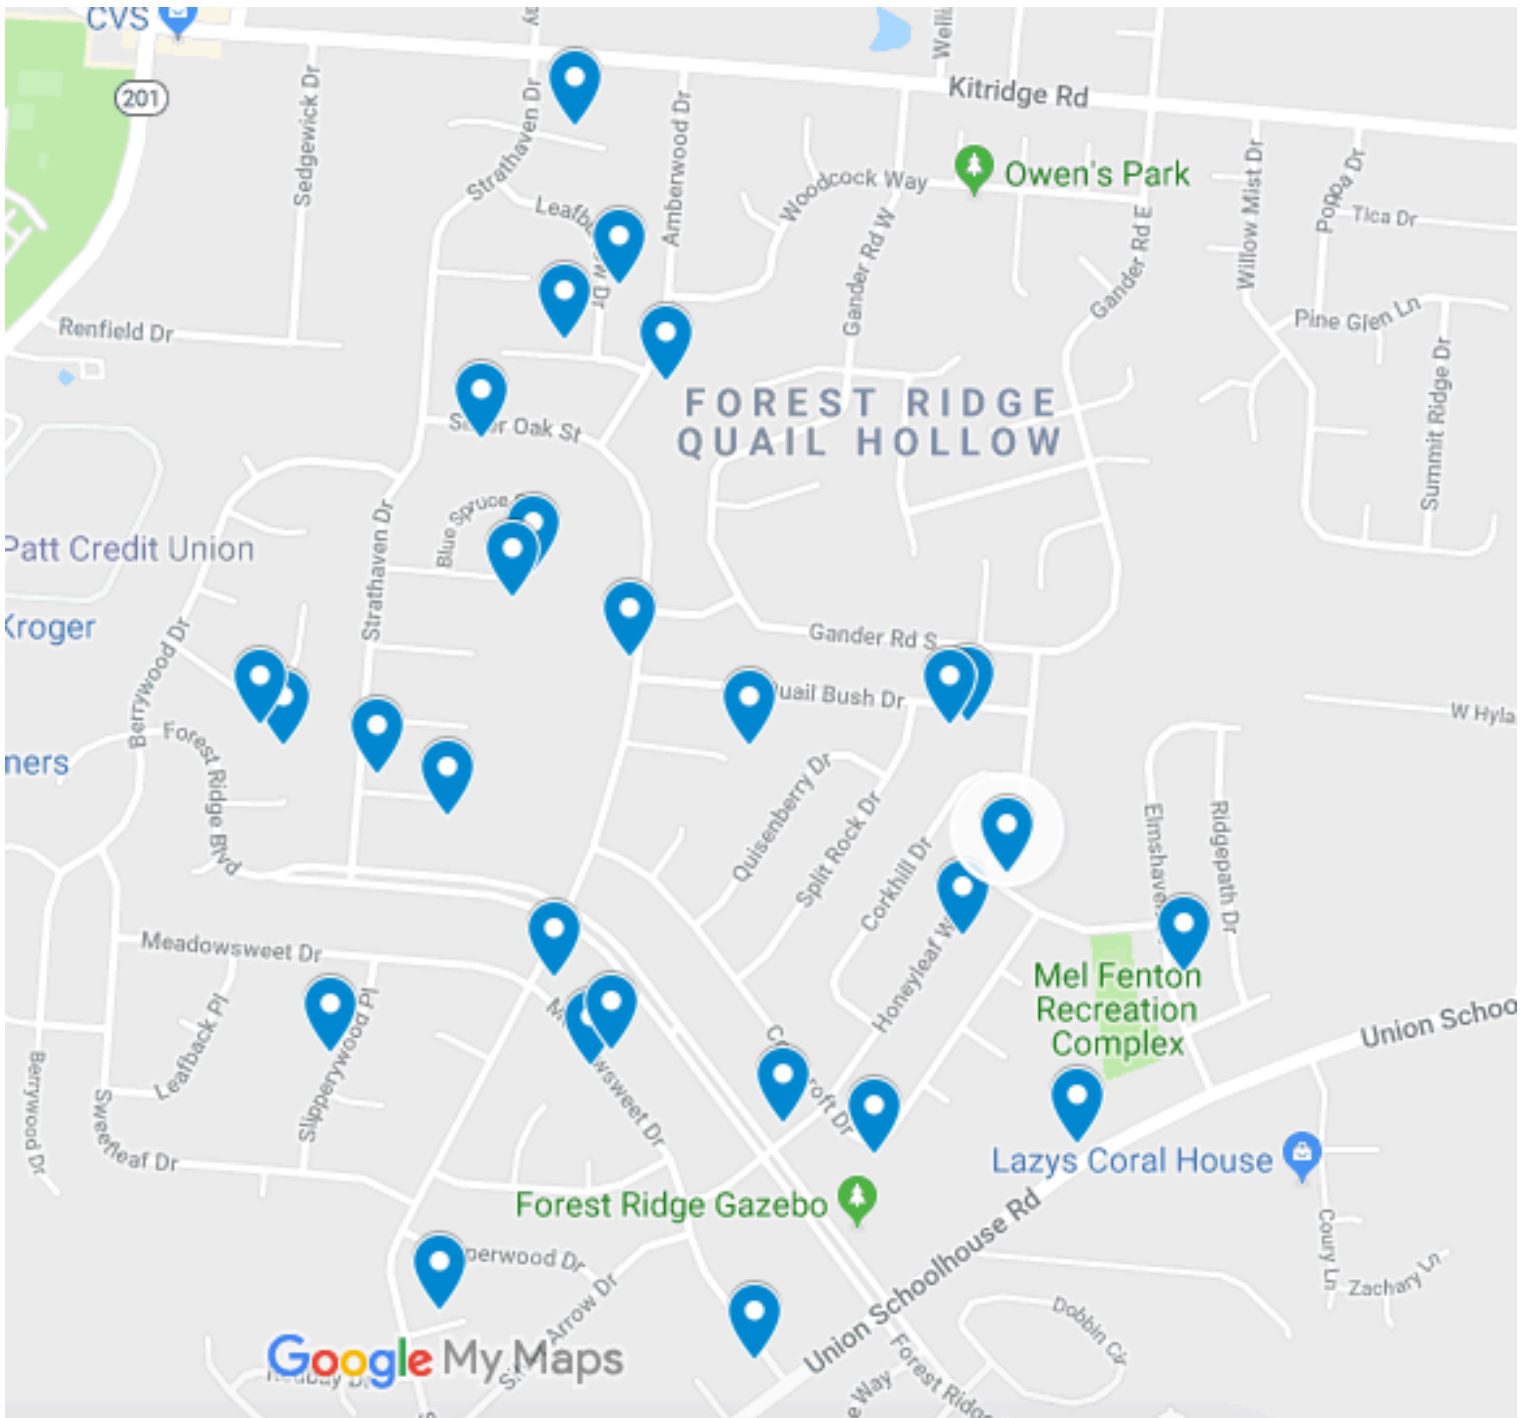 CVS
201
Sedgewick Dr
Strathaven Dr
Amberwood Dr
Kitridge Rd
Woodcock Way
Owen's Park
Willow Mist Dr
Poppa Dr
Tica Dr
Gander Rd W
Gander Rd E
Renfield Dr
Pine Glen Ln
Summit Ridge Dr
FOREST RIDGE
QUAIL HOLLOW
Oak St
Blue Spruce
Patt Credit Union
Strathaven Dr
Kroger
Berrywood Dr
Gander Rd S
Bush Dr
W Hyla
Forest Ridge Blvd
Quisenberry Dr
Split Rock Dr
Corkhill Dr
Ridgepath Dr
Honeyleaf
Meadowsweet Dr
Mel Fenton
Recreation
Complex
Leafback Pl
Slipperywood Pl
Berrywood Dr
Sweetleaf Dr
Dr
Union Schoo
Lazys Coral House
Forest Ridge Gazebo
Union Schoolhouse Rd
Coury Ln
Zachary Ln
perwood Dr
Arrow Dr
Dobbin Cir
Forest Ridge
e Way
Google My Maps